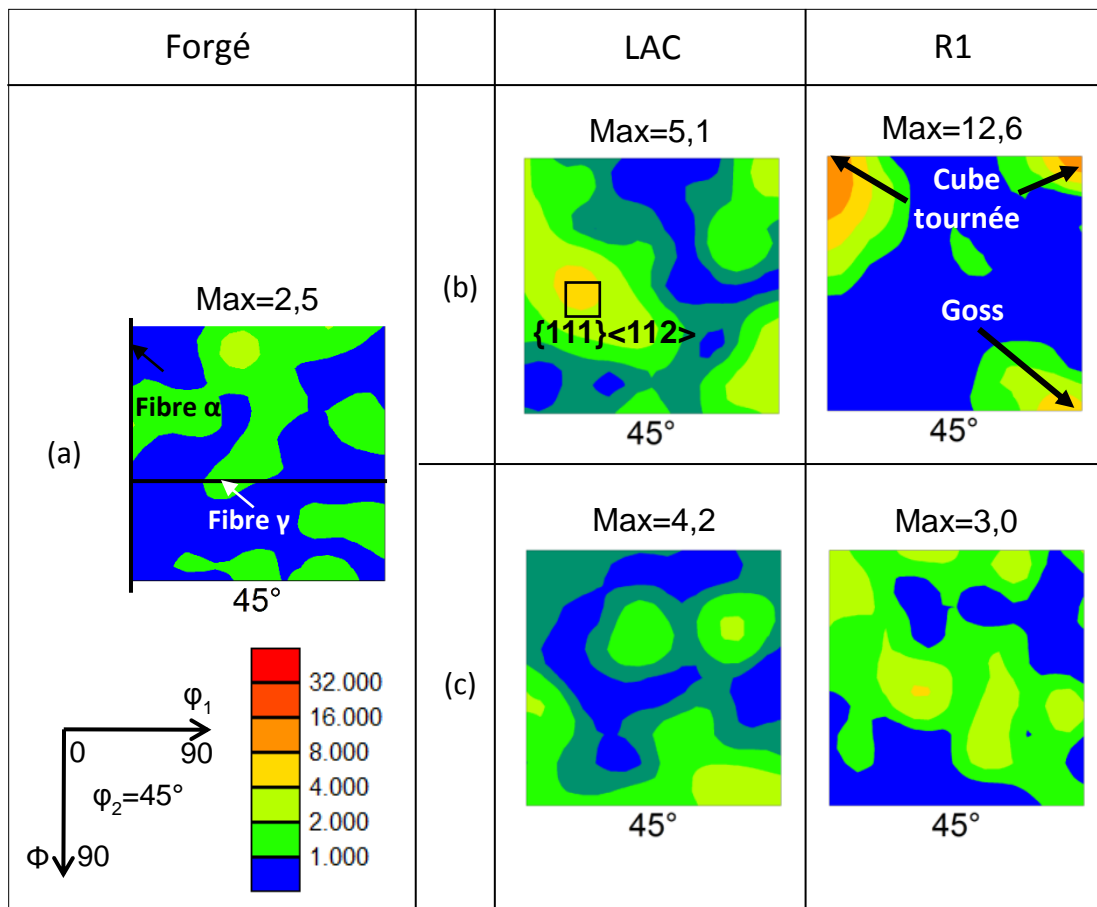 Forgé
LAC
R1
(a)
Max=2,5
Fibre α
Fibre γ
45°
(b)
Max=5,1
{111}<112>
45°
Max=12,6
Cube
tournée
Goss
45°
(c)
Max=4,2
45°
Max=3,0
45°
φ1
0
90
φ2=45°
Φ
90
32.000
16.000
8.000
4.000
2.000
1.000